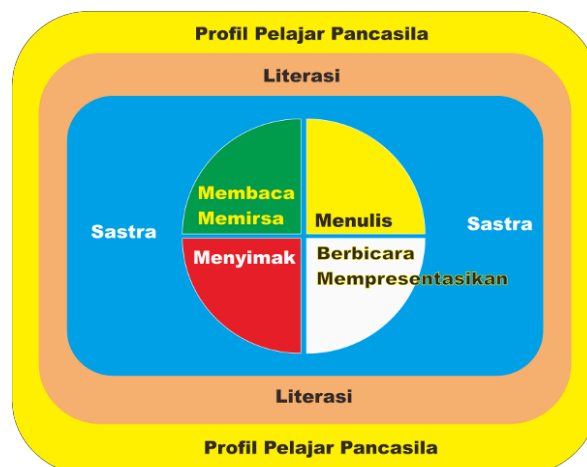 Profil Pelajar Pancasila
Literasi
Membaca
Memirsa
Menulis
Sastra
Sastra
Menyimak
Berbicara
Mempresentasikan
Literasi
Profil Pelajar Pancasila